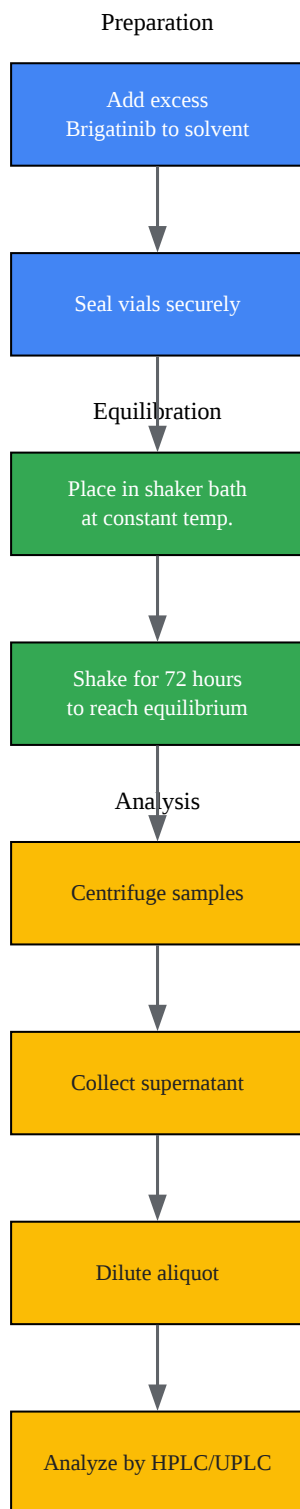 Preparation
Add excess
Brigatinib to solvent
Seal vials securely
Equilibration
Place in shaker bath
at constant temp.
Shake for 72 hours
to reach equilibrium
Analysis
Centrifuge samples
Collect supernatant
Dilute aliquot
Analyze by HPLC/UPLC